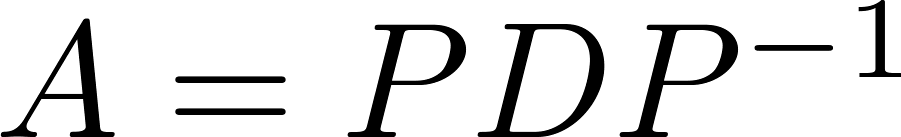 A = PDP⁻¹